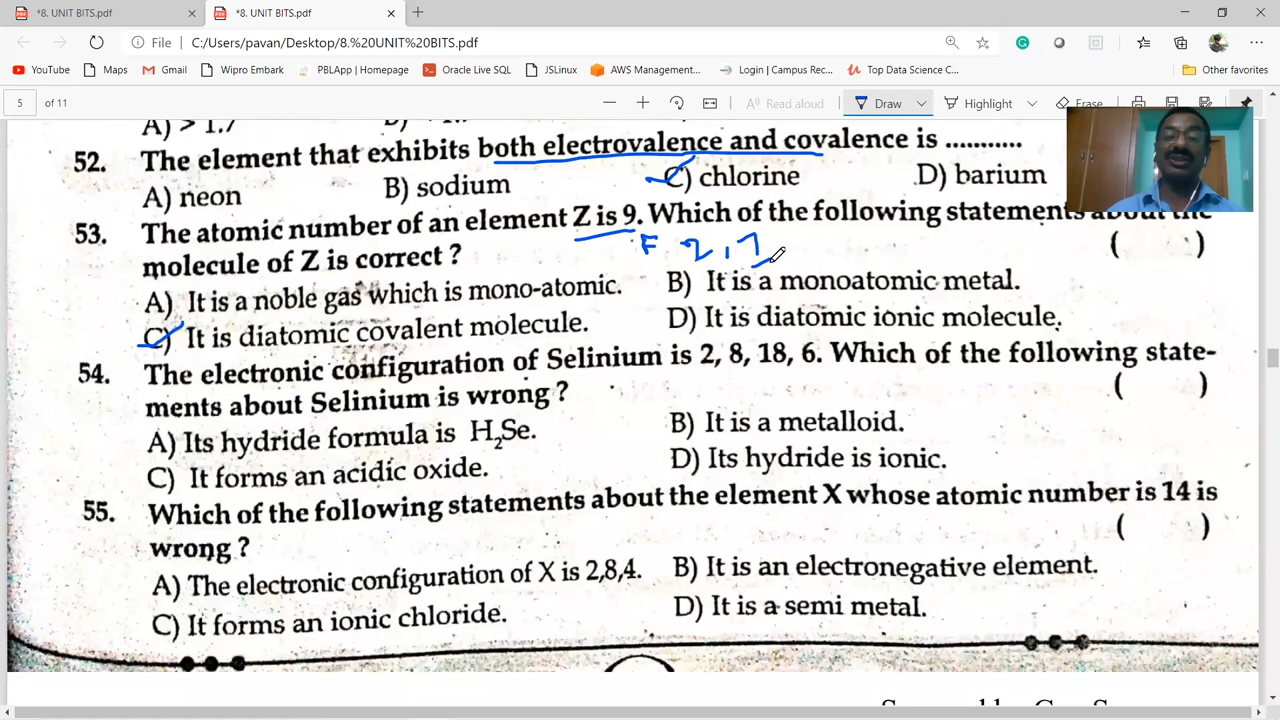 *8. UNIT BITS.pdf
*8. UNIT BITS.pdf
File C:/Users/pavan/Desktop/8.%20UNIT%20BITS.pdf
YouTube Maps Gmail Wipro Embark PBLApp | Homepage Oracle Live SQL JSLinux AWS Management... Login | Campus Rec... Top Data Science C... Other favorites
5 of 11 Read aloud Draw Highlight Erase
A) > 1.7
52. The element that exhibits both electrovalence and covalence is ...........
A) neon B) sodium C) chlorine D) barium
53. The atomic number of an element Z is 9. Which of the following statements about the
molecule of Z is correct ? ( )
F 2, 7
A) It is a noble gas which is mono-atomic. B) It is a monoatomic metal.
C) It is diatomic covalent molecule. D) It is diatomic ionic molecule.
54. The electronic configuration of Selinium is 2, 8, 18, 6. Which of the following state-
ments about Selinium is wrong ? ( )
A) Its hydride formula is H₂Se. B) It is a metalloid.
C) It forms an acidic oxide. D) Its hydride is ionic.
55. Which of the following statements about the element X whose atomic number is 14 is
wrong ? ( )
A) The electronic configuration of X is 2,8,4. B) It is an electronegative element.
C) It forms an ionic chloride. D) It is a semi metal.